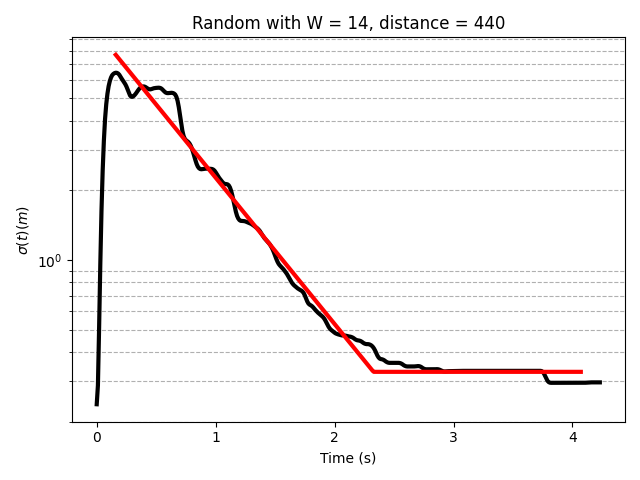 Random with W = 14, distance = 440
σ(t)(m)
10⁰
0 1 2 3 4
Time (s)